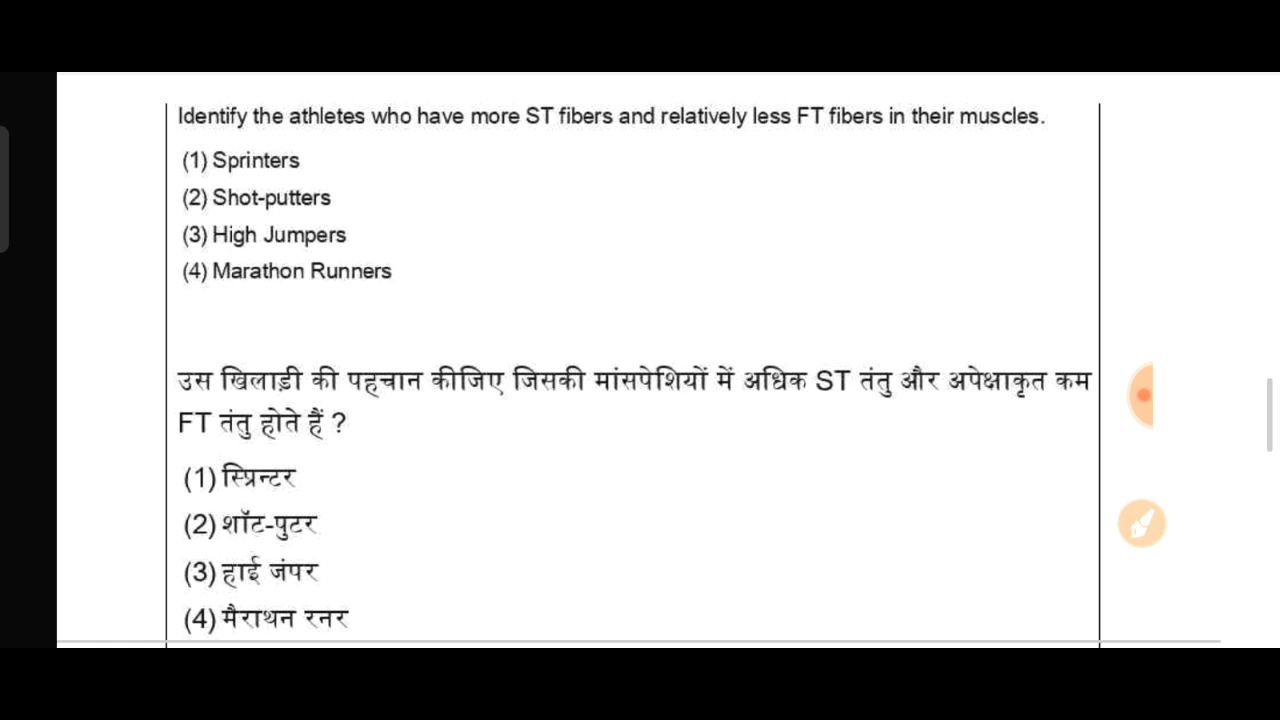 Identify the athletes who have more ST fibers and relatively less FT fibers in their muscles.
(1) Sprinters
(2) Shot-putters
(3) High Jumpers
(4) Marathon Runners
उस खिलाड़ी की पहचान कीजिए जिसकी मांसपेशियों में अधिक ST तंतु और अपेक्षाकृत कम
FT तंतु होते हैं ?
(1) स्प्रिन्टर
(2) शॉट-पुटर
(3) हाई जंपर
(4) मैराथन रनर